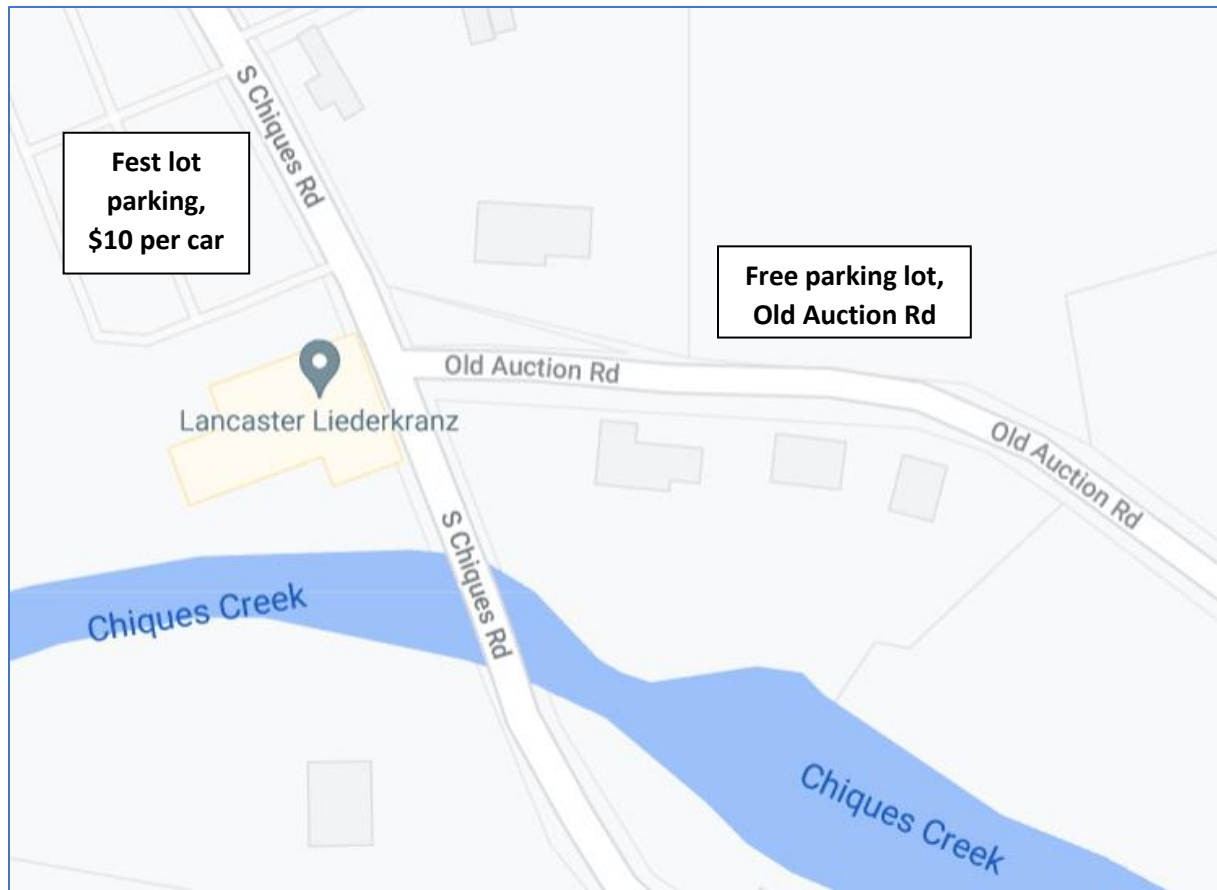 S Chiques Rd
Fest lot
parking,
$10 per car
Free parking lot,
Old Auction Rd
Old Auction Rd
Lancaster Liederkranz
Old Auction Rd
S Chiques Rd
Chiques Creek
Chiques Creek